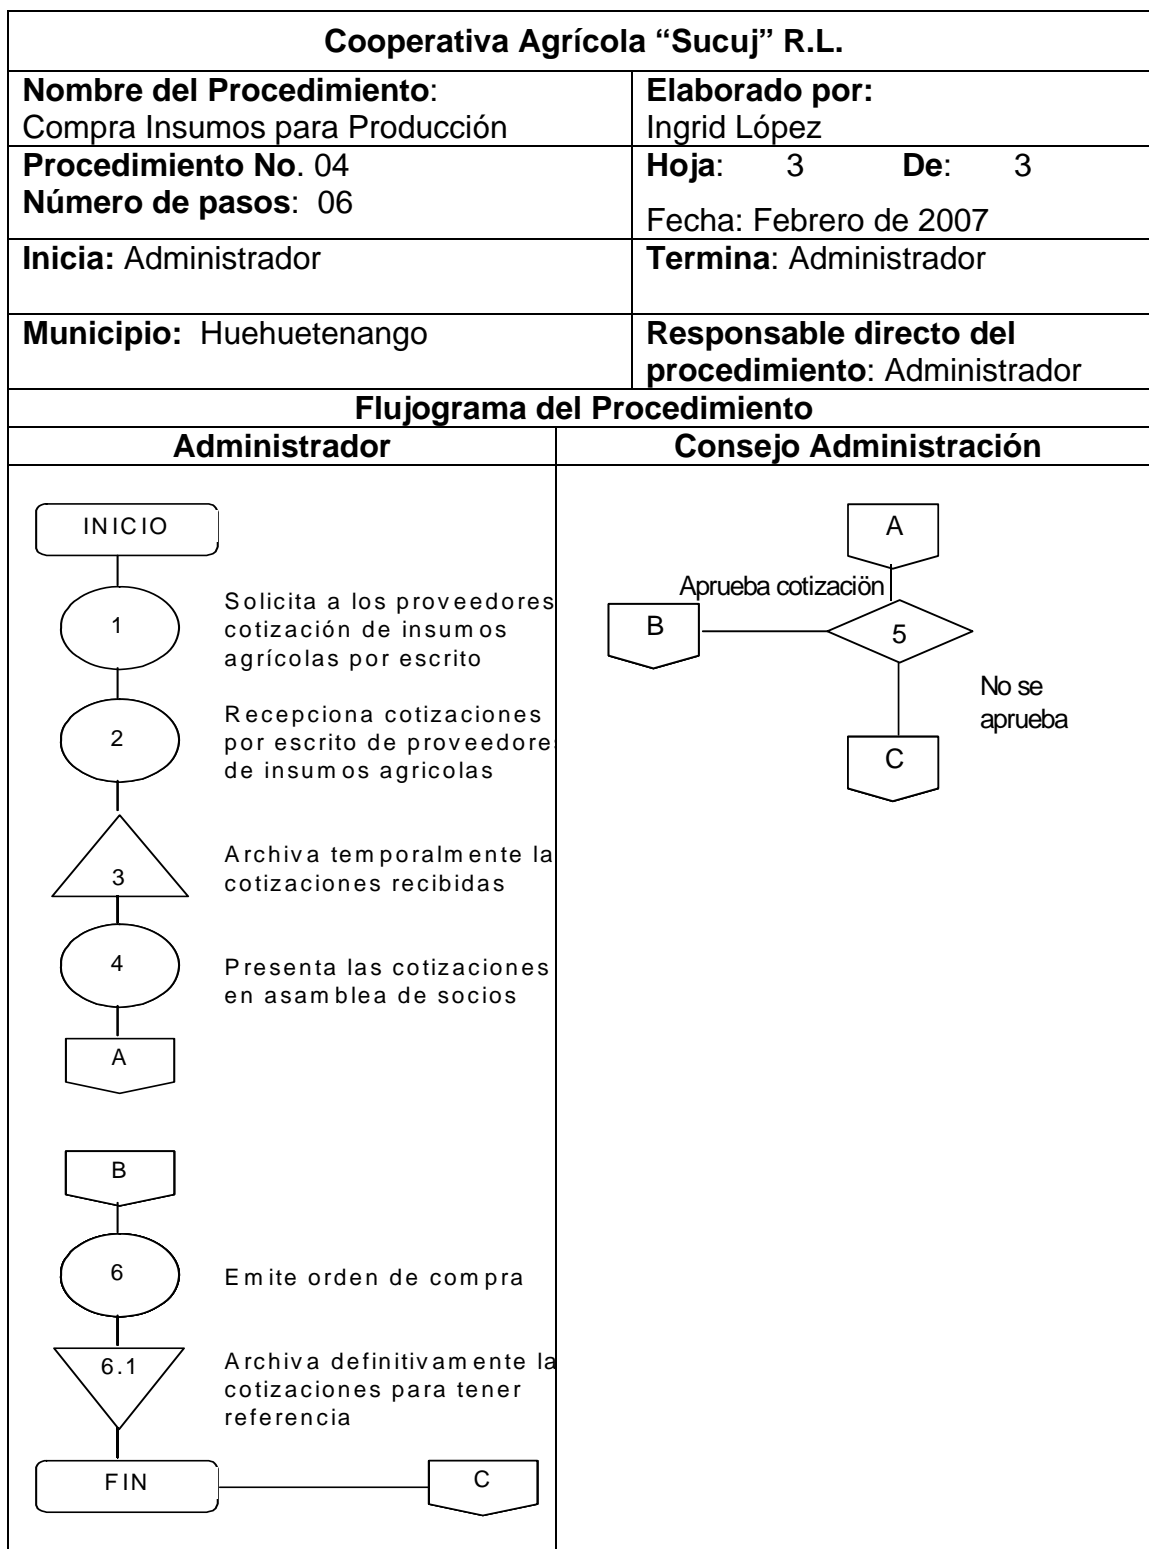 Cooperativa Agrícola “Sucuj” R.L.
Nombre del Procedimiento:
Compra Insumos para Producción
Elaborado por:
Ingrid López
Procedimiento No. 04
Número de pasos: 06
Hoja: 3 De: 3
Fecha: Febrero de 2007
Inicia: Administrador
Termina: Administrador
Municipio: Huehuetenango
Responsable directo del
procedimiento: Administrador
Flujograma del Procedimiento
Administrador
Consejo Administración
INICIO
1
Solicita a los proveedores
cotización de insumos
agrícolas por escrito
2
Recepciona cotizaciones
por escrito de proveedore
de insumos agricolas
3
Archiva temporalmente la
cotizaciones recibidas
4
Presenta las cotizaciones
en asamblea de socios
A
B
6
Emite orden de compra
6.1
Archiva definitivamente la
cotizaciones para tener
referencia
FIN
C
A
Aprueba cotizaciön
B
5
No se
aprueba
C